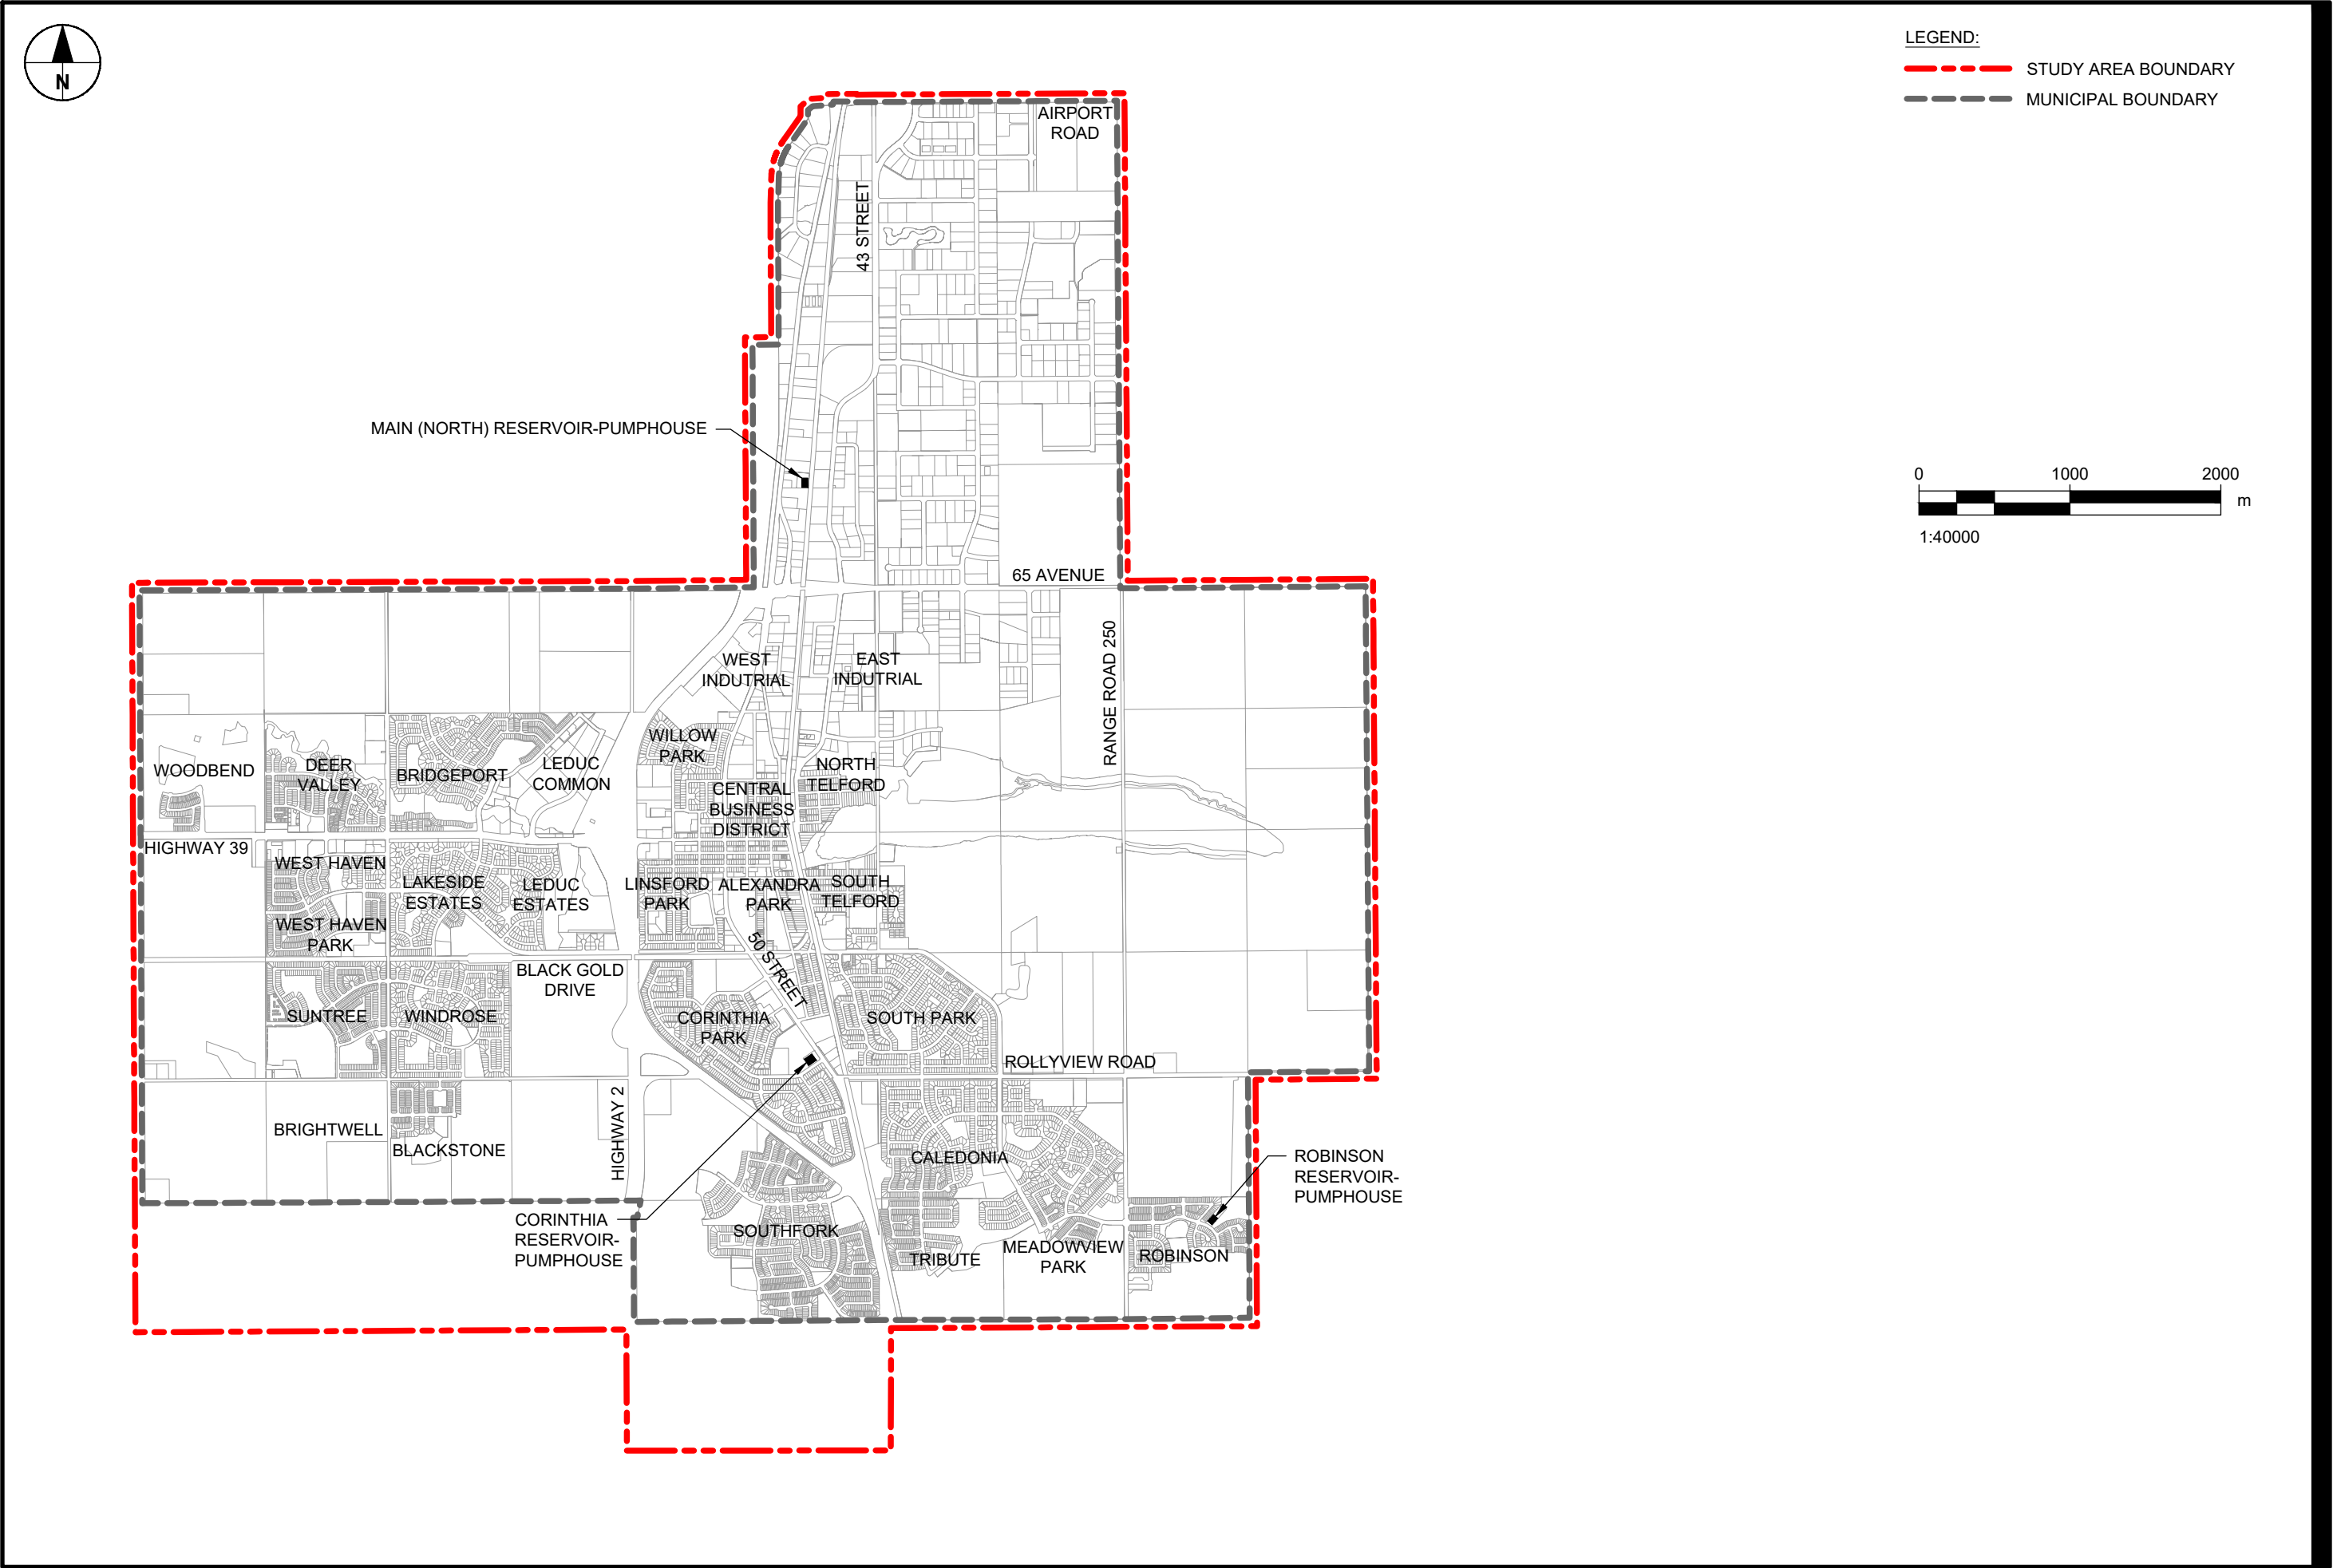 N
LEGEND:
STUDY AREA BOUNDARY
MUNICIPAL BOUNDARY
AIRPORT
ROAD
43 STREET
MAIN (NORTH) RESERVOIR-PUMPHOUSE
0 1000 2000
m
1:40000
65 AVENUE
RANGE ROAD 250
WEST
INDUTRIAL
EAST
INDUTRIAL
WILLOW
PARK
WOODBEND
DEER
VALLEY
BRIDGEPORT
LEDUC
COMMON
NORTH
TELFORD
CENTRAL
BUSINESS
DISTRICT
HIGHWAY 39
WEST HAVEN
LAKESIDE
ESTATES
LEDUC
ESTATES
LINSFORD
PARK
ALEXANDRA
PARK
SOUTH
TELFORD
WEST HAVEN
PARK
50 STREET
BLACK GOLD
DRIVE
SUNTREE
WINDROSE
CORINTHIA
PARK
SOUTH PARK
ROLLYVIEW ROAD
HIGHWAY 2
BRIGHTWELL
BLACKSTONE
CALEDONIA
ROBINSON
RESERVOIR-
PUMPHOUSE
CORINTHIA
RESERVOIR-
PUMPHOUSE
SOUTHFORK
TRIBUTE
MEADOWVIEW
PARK
ROBINSON